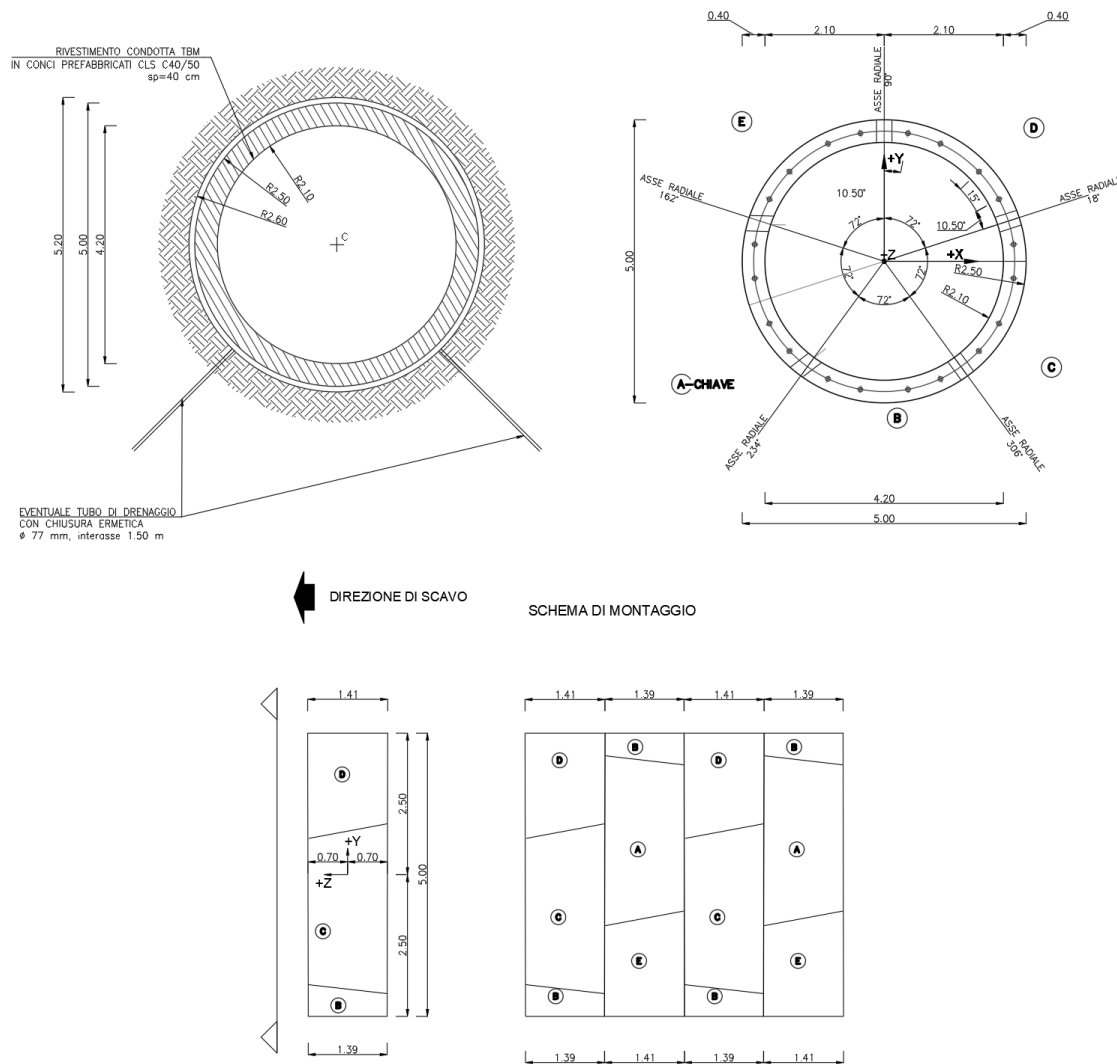 RIVESTIMENTO CONDOTTA TBM
IN CONCI PREFABBRICATI CLS C40/50
sp=40 cm
5.20
5.00
4.20
R2.10
R2.50
R2.60
C
EVENTUALE TUBO DI DRENAGGIO
CON CHIUSURA ERMETICA
ø 77 mm, interasse 1.50 m
0.40
2.10
2.10
0.40
ASSE RADIALE
90°
E
D
+Y
ASSE RADIALE
162°
10.50°
15°
ASSE RADIALE
18°
10.50°
72°
72°
+X
5.00
-Z
R2.50
72°
72°
72°
R2.10
A-CHIAVE
C
B
ASSE RADIALE
234°
ASSE RADIALE
306°
4.20
5.00
DIREZIONE DI SCAVO
SCHEMA DI MONTAGGIO
1.41
D
2.50
+Y
0.70
0.70
+Z
5.00
C
2.50
B
1.39
1.41
1.39
1.41
1.39
D
B
D
B
A
A
C
C
E
E
B
B
1.39
1.41
1.39
1.41